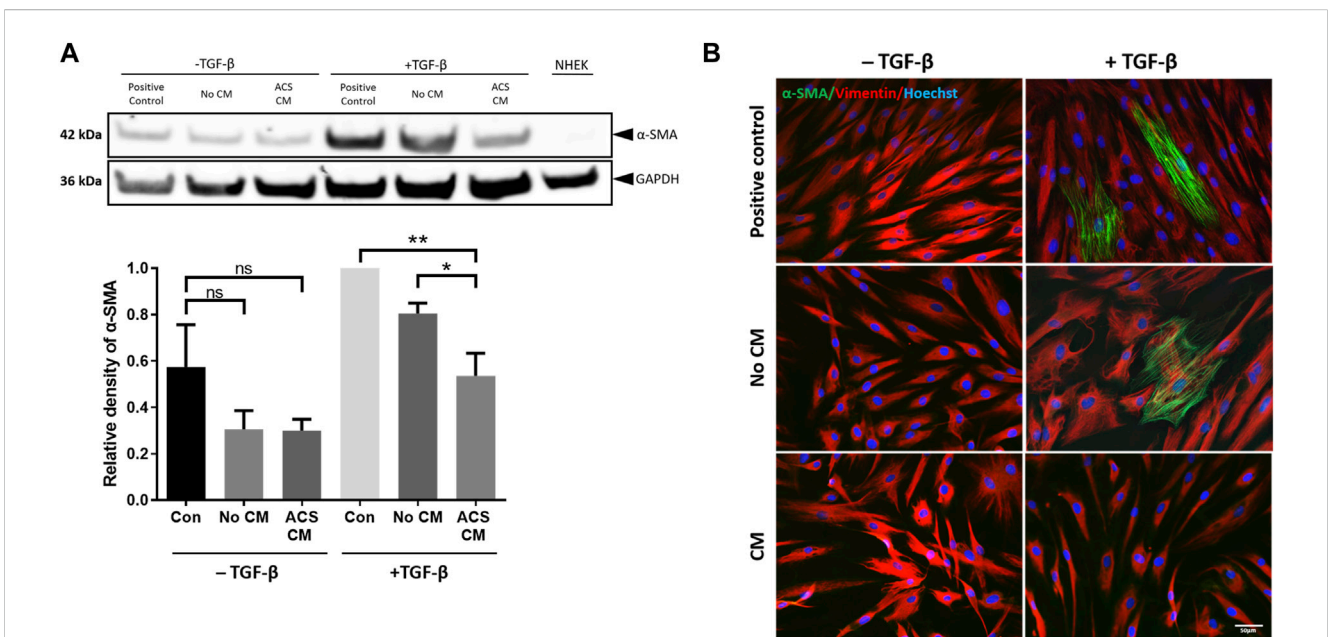 A
-TGF-β
+TGF-β
NHEK
Positive
Control
No CM
ACS
CM
Positive
Control
No CM
ACS
CM
42 kDa
α-SMA
36 kDa
GAPDH
Relative density of α-SMA
1.0
0.8
0.6
0.4
0.2
0.0
ns
ns
**
*
Con
No CM
ACS
CM
Con
No CM
ACS
CM
– TGF-β
+TGF-β
B
– TGF-β
+ TGF-β
Positive control
α-SMA/Vimentin/Hoechst
No CM
CM
50μm